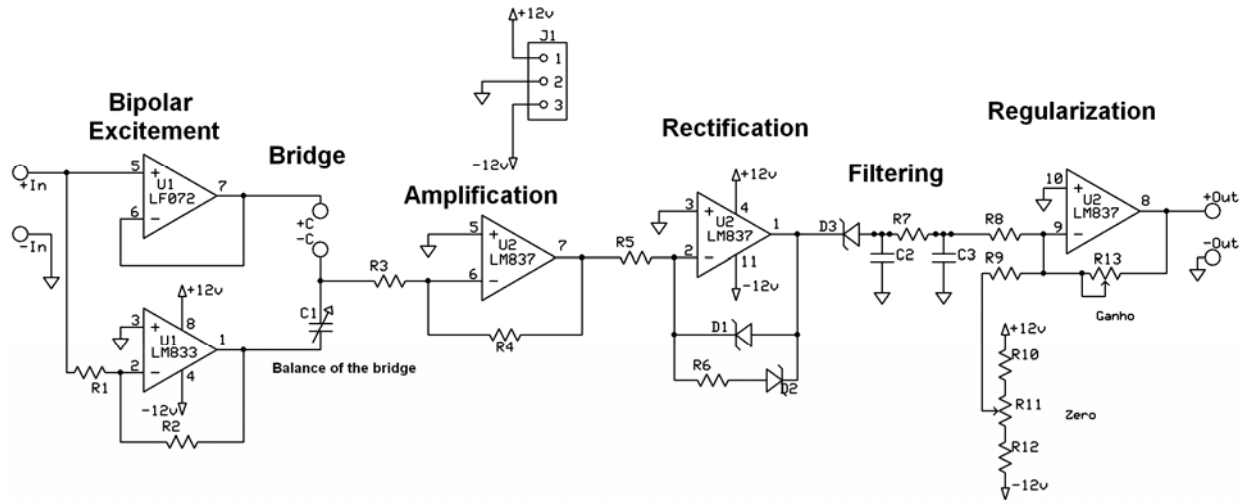 +12v
J1
1
2
3
-12v
Bipolar
Excitement
Bridge
Amplification
Rectification
Filtering
Regularization
+In
-In
5
+
6
-
U1
LF072
7
+C
-C
+12v
3
+
8
U1
LM833
1
2
-
4
-12v
R1
R2
C1
Balance of the bridge
R3
5
+
U2
LM837
7
6
-
R4
R5
+12v
3
+
4
U2
LM837
1
2
-
11
-12v
D1
R6
D2
D3
R7
C2
C3
R8
R9
10
+
U2
LM837
8
9
-
R13
Ganho
+Out
-Out
+12v
R10
R11
Zero
R12
-12v